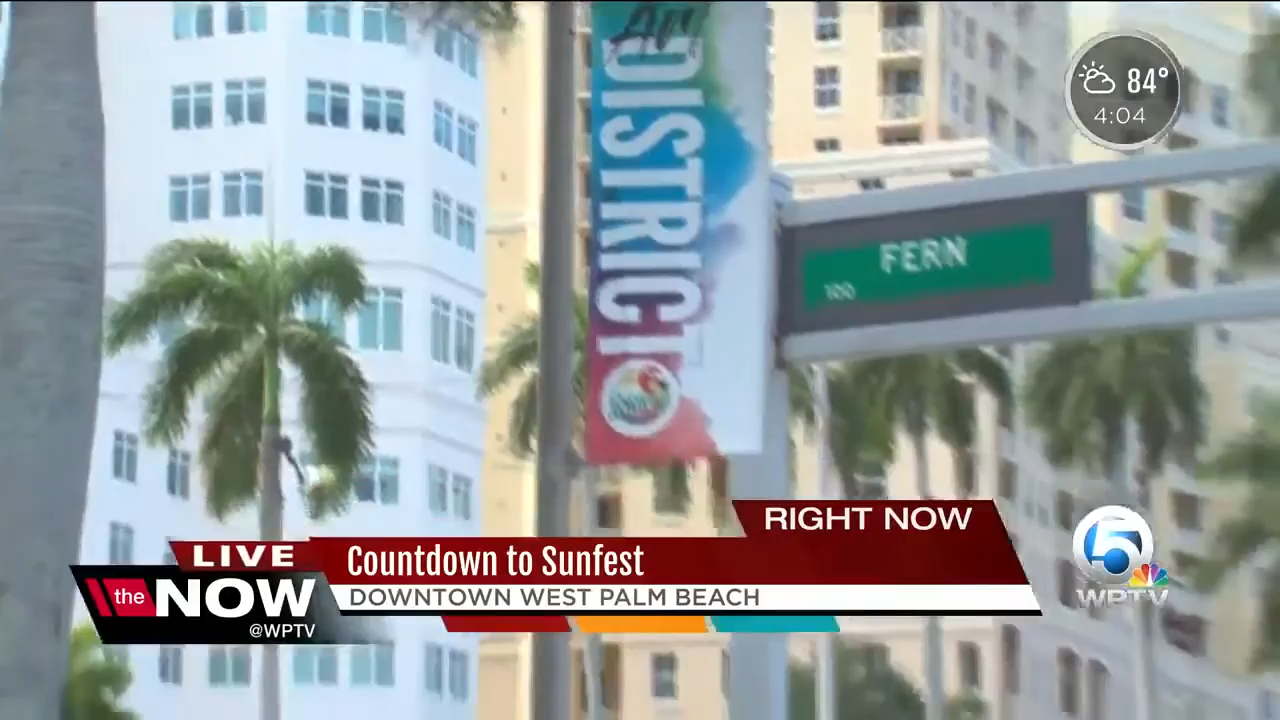 Art
DISTRICT
84°
4:04
FERN
100
RIGHT NOW
LIVE
Countdown to Sunfest
the NOW
DOWNTOWN WEST PALM BEACH
@WPTV
5
WPTV